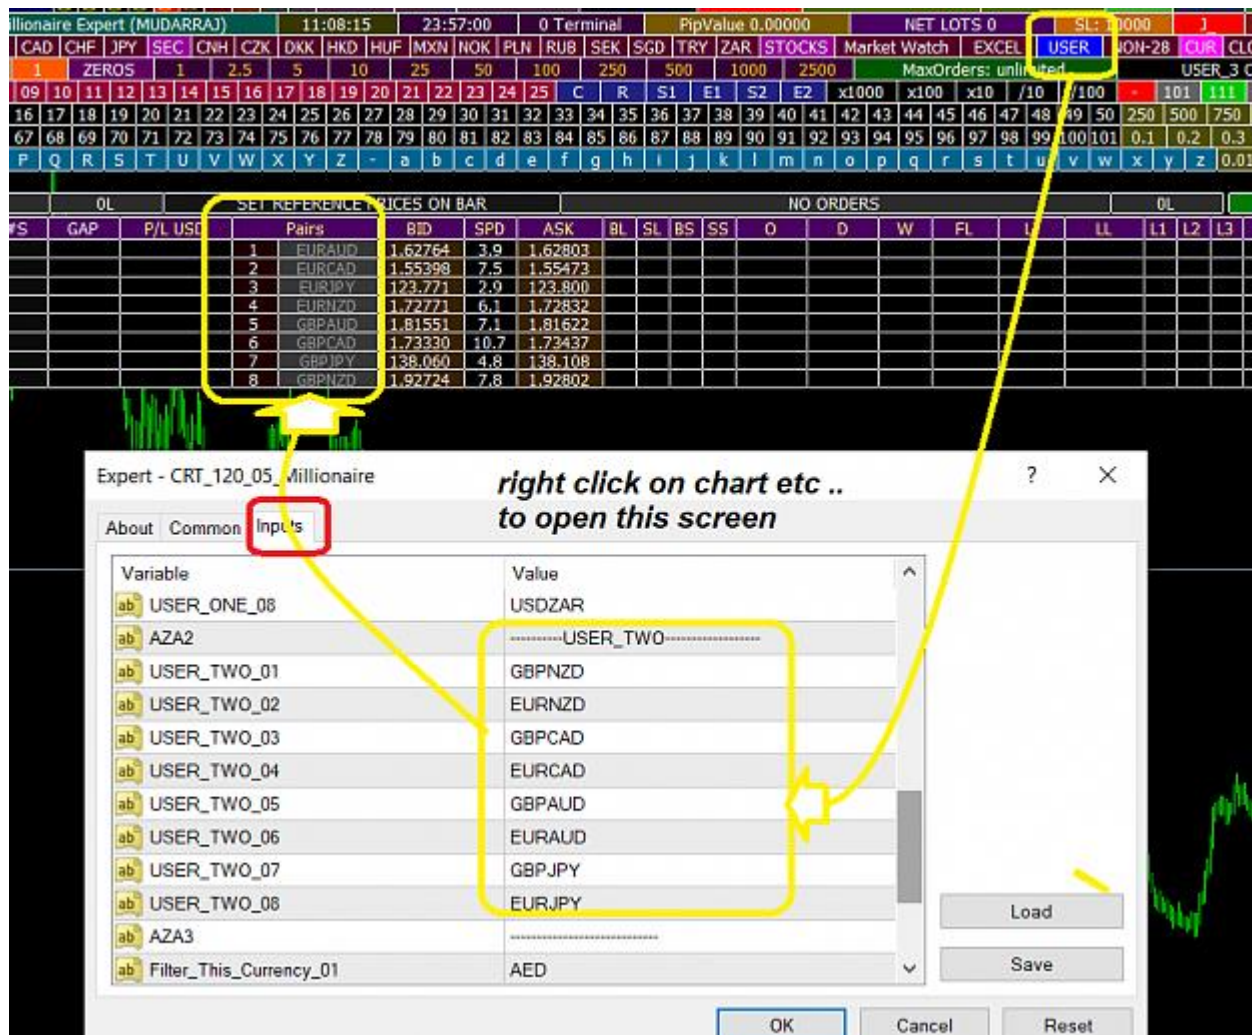 illionaire Expert (MUDARRAJ) 11:08:15 23:57:00 0 Terminal PipValue 0.00000 NET LOTS 0 SL: 10000
CAD CHF JPY SEC CNH CZK DKK HKD HUF MXN NOK PLN RUB SEK SGD TRY ZAR STOCKS Market Watch EXCEL USER NON-28 CUR CLO
1 ZEROS 1 2.5 5 10 25 50 100 250 500 1000 2500 MaxOrders: unlimited USER_3
09 10 11 12 13 14 15 16 17 18 19 20 21 22 23 24 25 C R S1 E1 S2 E2 x1000 x100 x10 /10 /100 - 101 111
16 17 18 19 20 21 22 23 24 25 26 27 28 29 30 31 32 33 34 35 36 37 38 39 40 41 42 43 44 45 46 47 48 49 50 250 500 750
67 68 69 70 71 72 73 74 75 76 77 78 79 80 81 82 83 84 85 86 87 88 89 90 91 92 93 94 95 96 97 98 99 100 101 0.1 0.2 0.3
P Q R S T U V W X Y Z - a b c d e f g h i j k l m n o p q r s t u v w x y z 0.01
0L SET REFERENCE PRICES ON BAR NO ORDERS 0L
#S GAP P/L USD Pairs BID SPD ASK BL SL BS SS O D W FL LL L1 L2 L3
1 EURAUD 1.62764 3.9 1.62803
2 EURCAD 1.55398 7.5 1.55473
3 EURJPY 123.771 2.9 123.800
4 EURNZD 1.72771 6.1 1.72832
5 GBPAUD 1.81551 7.1 1.81622
6 GBPCAD 1.73330 10.7 1.73437
7 GBPJPY 138.060 4.8 138.108
8 GBPNZD 1.92724 7.8 1.92802
Expert - CRT_120_05_Millionaire ? ×
right click on chart etc ..
to open this screen
About Common Inputs
Variable Value
USER_ONE_08 USDZAR
AZA2 ----------USER_TWO------------------
USER_TWO_01 GBPNZD
USER_TWO_02 EURNZD
USER_TWO_03 GBPCAD
USER_TWO_04 EURCAD
USER_TWO_05 GBPAUD
USER_TWO_06 EURAUD
USER_TWO_07 GBPJPY
USER_TWO_08 EURJPY
AZA3 ----------------------------
Filter_This_Currency_01 AED
Load
Save
OK Cancel Reset